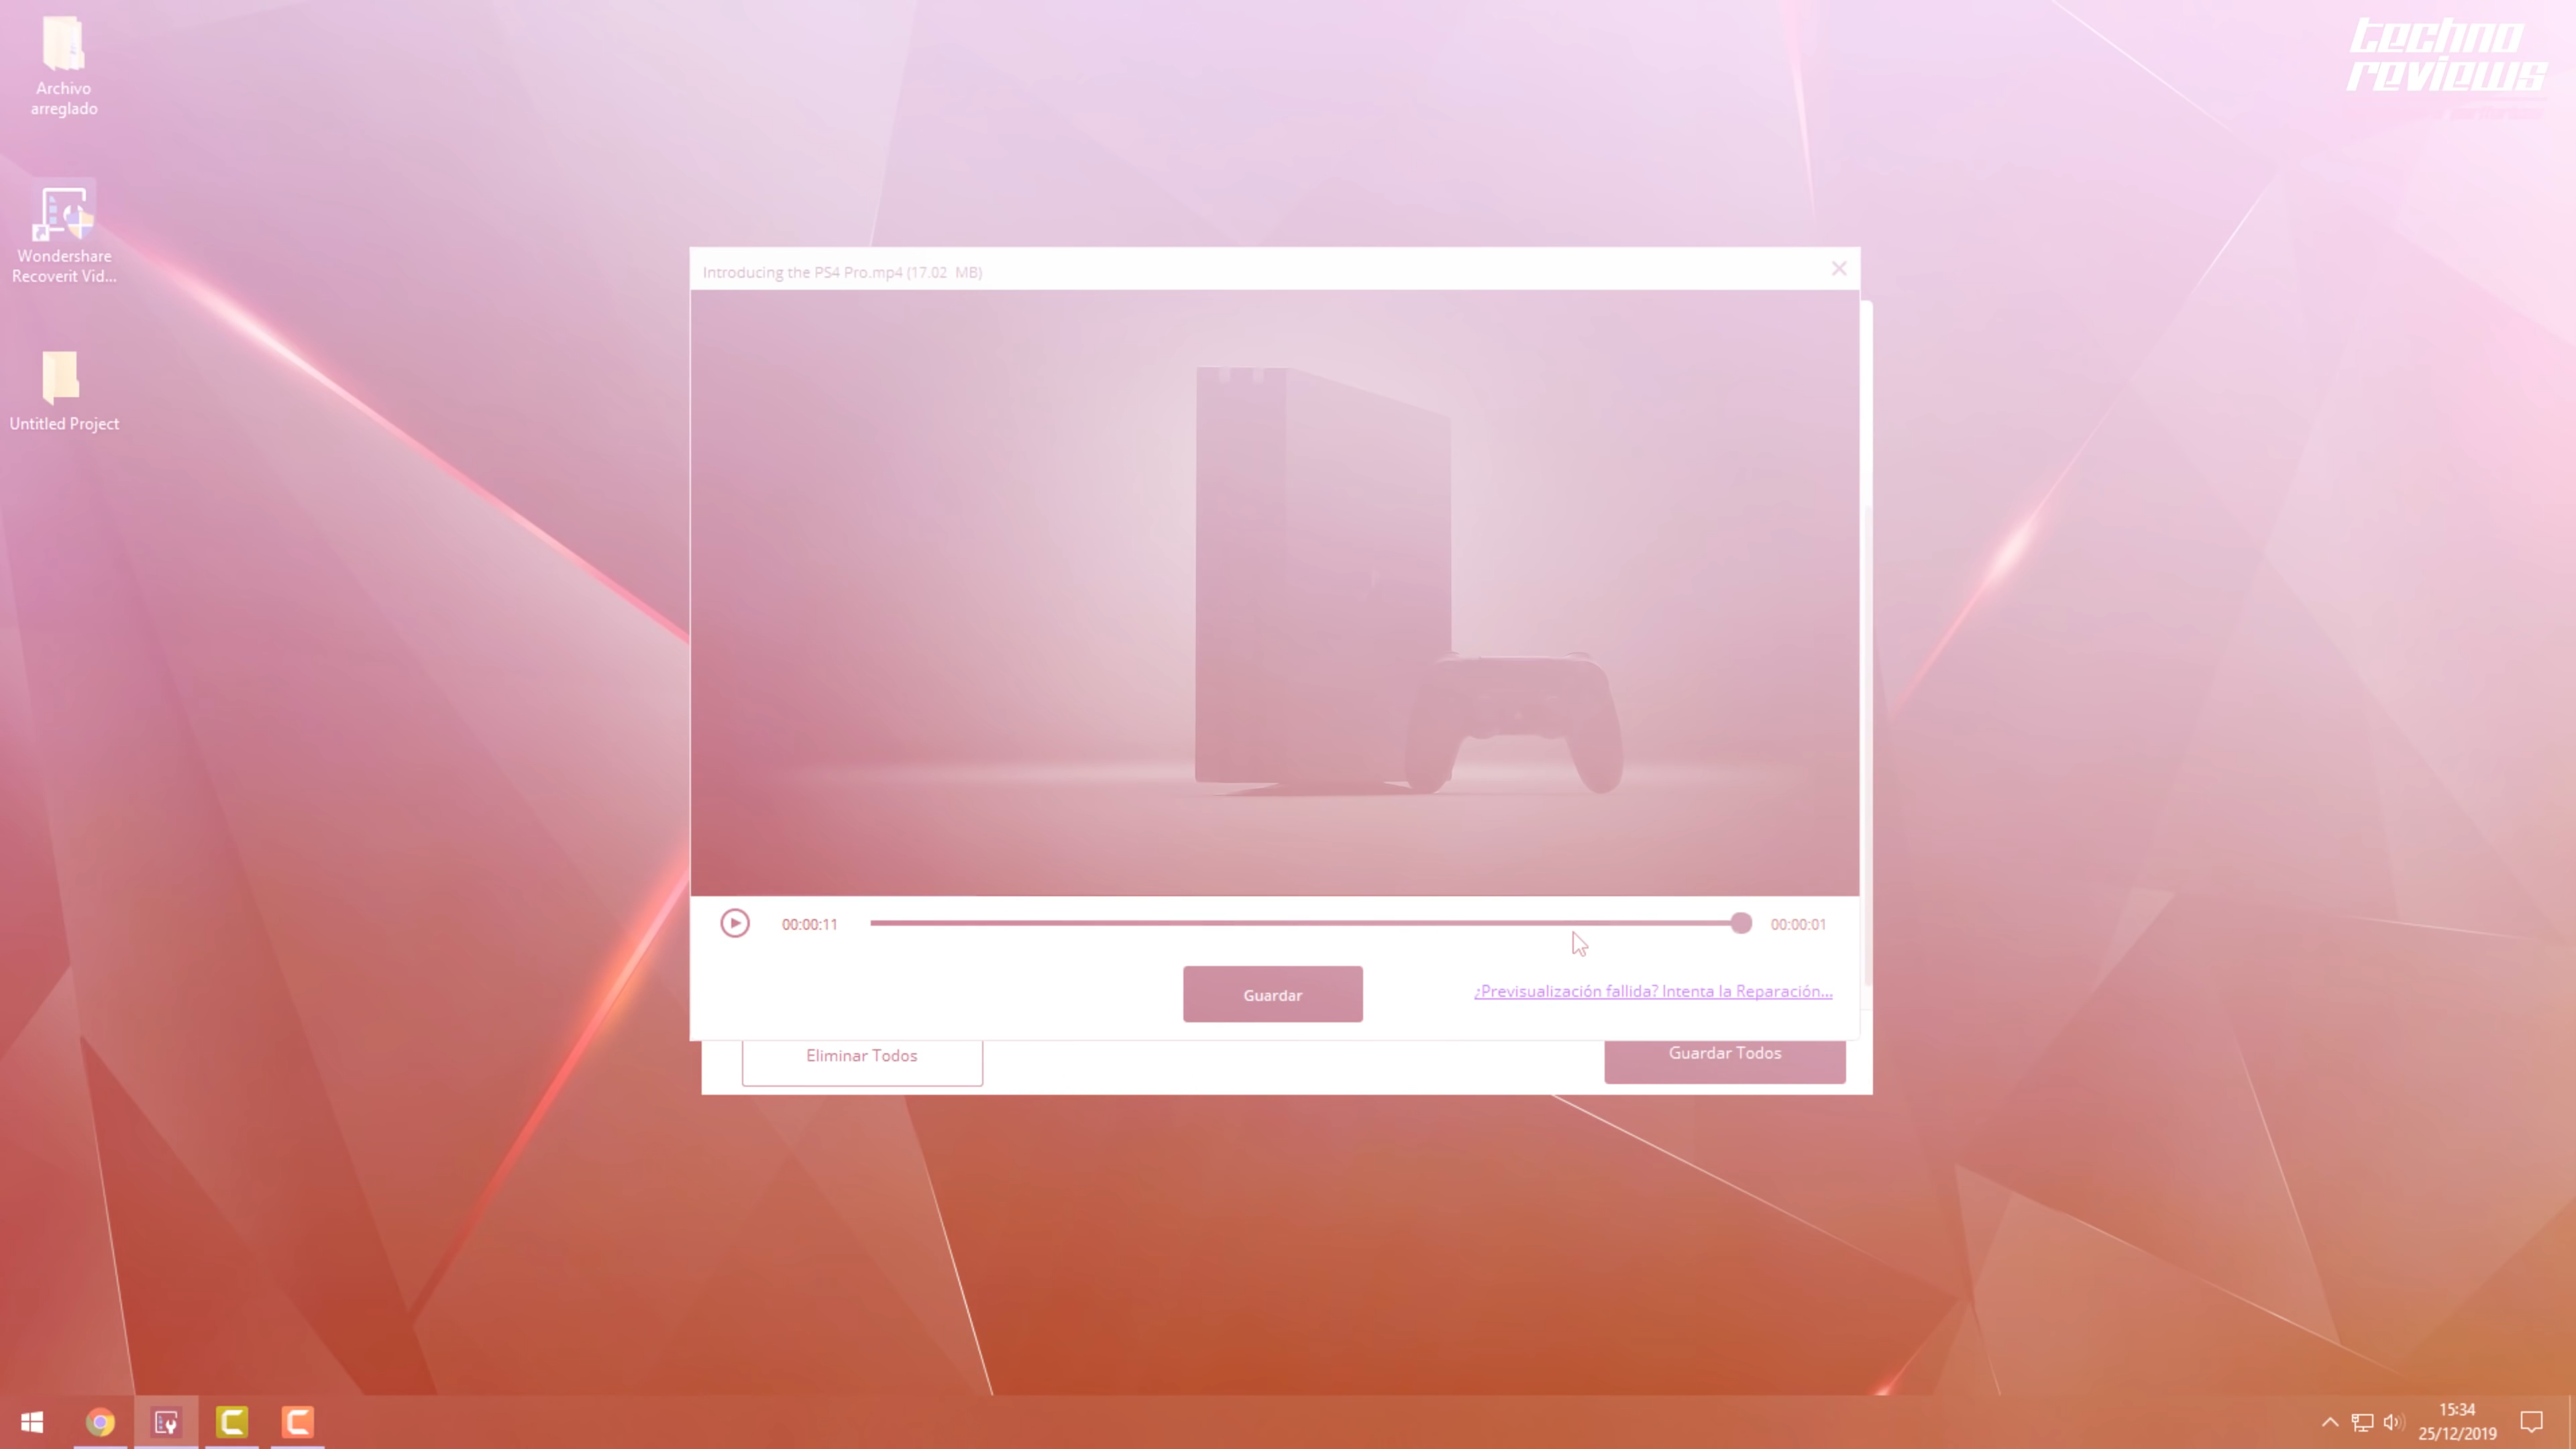 techno
reviews
Archivo
arreglado
Wondershare
Recoverit Vid...
Untitled Project
Introducing the PS4 Pro.mp4 (17.02 MB)
00:00:11
00:00:01
Guardar
¿Previsualización fallida? Intenta la Reparación...
Eliminar Todos
Guardar Todos
15:34
25/12/2019